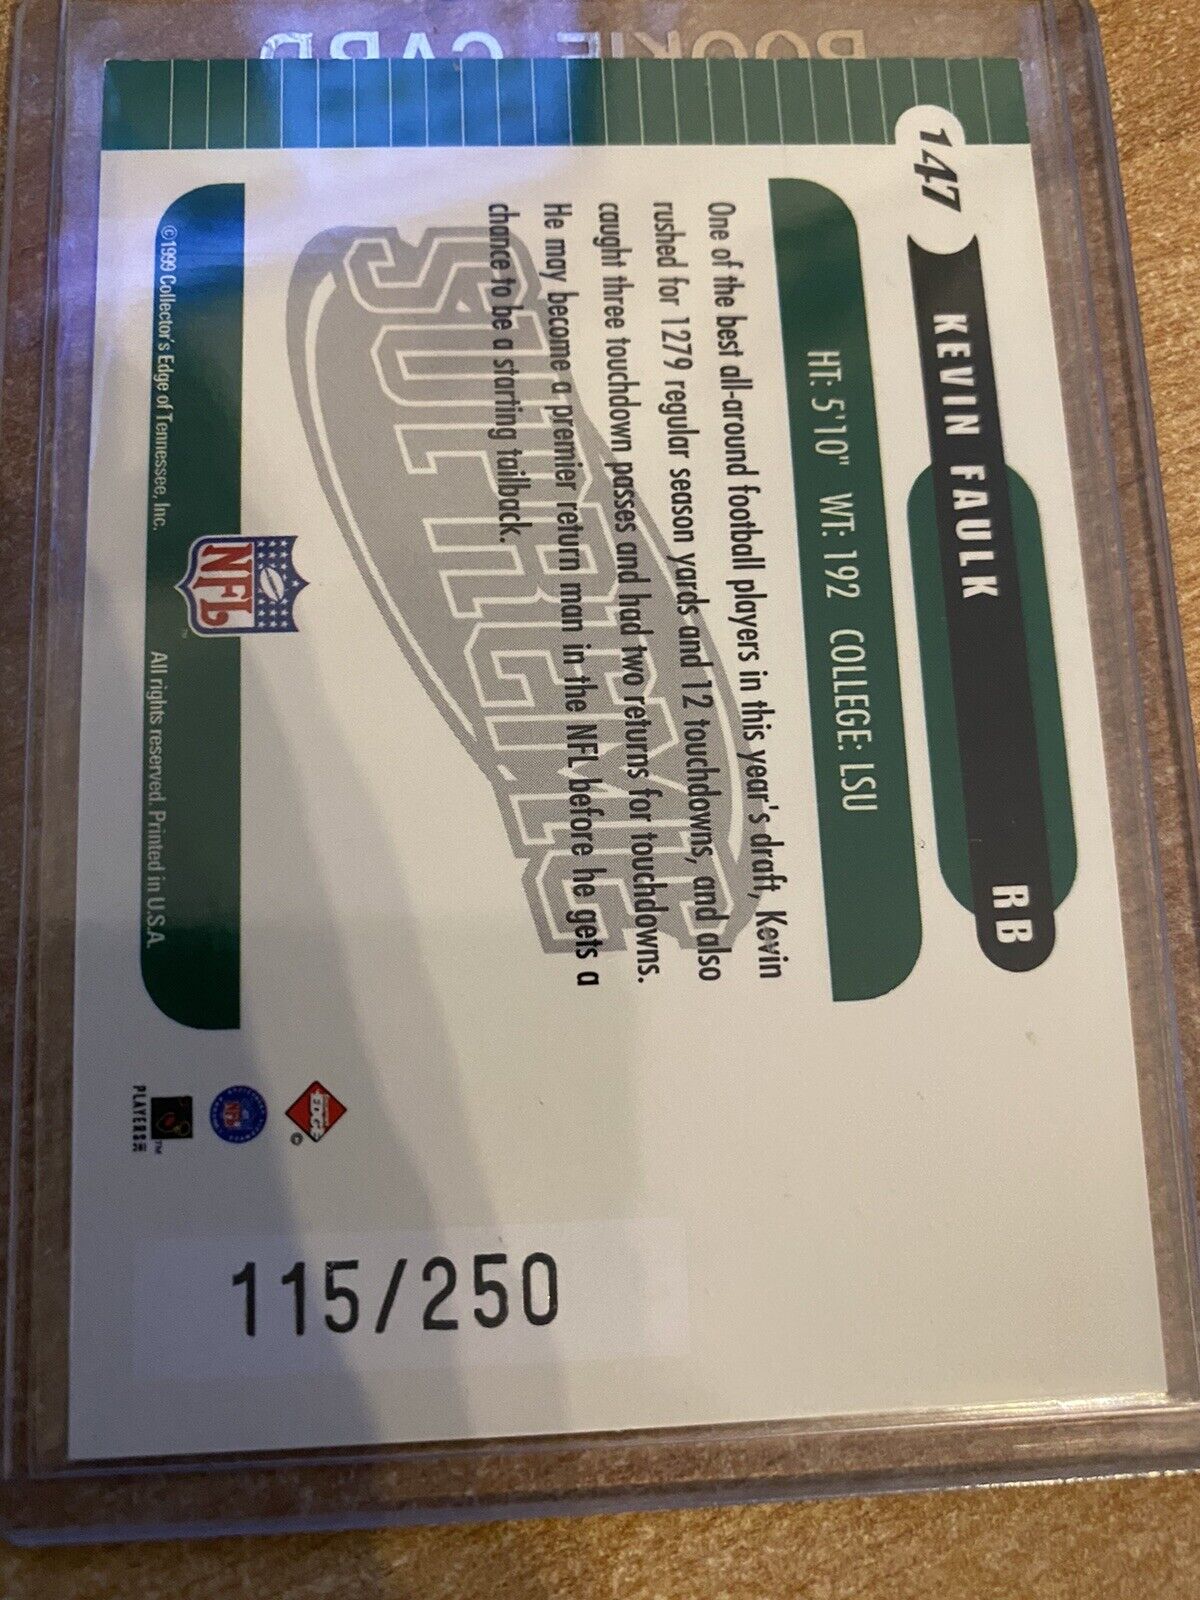 ROOKIE CARD
147
KEVIN FAULK RB
HT: 5'10" WT: 192 COLLEGE: LSU
One of the best all-around football players in this year's draft, Kevin
rushed for 1279 regular season yards and 12 touchdowns, and also
caught three touchdown passes and had two returns for touchdowns.
He may become a premier return man in the NFL before he gets a
chance to be a starting tailback.
SUPREME
NFL
™
©1999 Collector's Edge of Tennessee, Inc. All rights reserved. Printed in U.S.A.
EDGE
©
NFL
™
PLAYERS
115/250